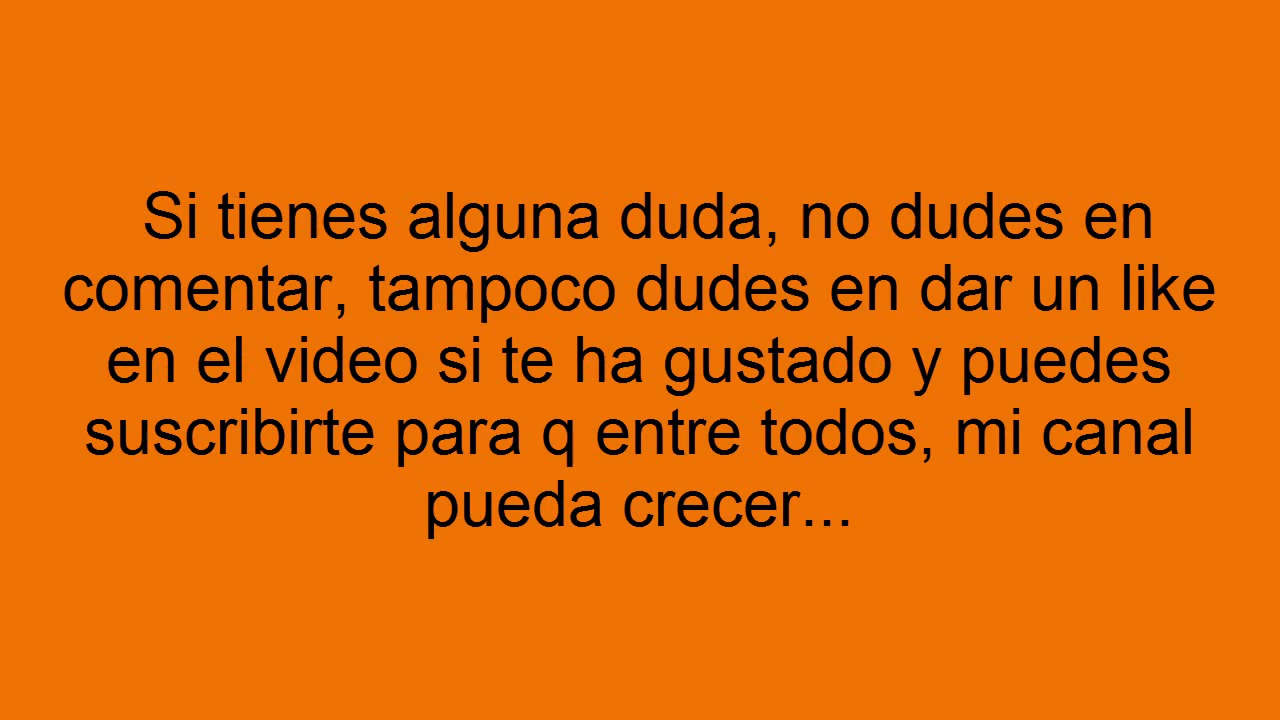 Si tienes alguna duda, no dudes en
comentar, tampoco dudes en dar un like
en el video si te ha gustado y puedes
suscribirte para q entre todos, mi canal
pueda crecer...